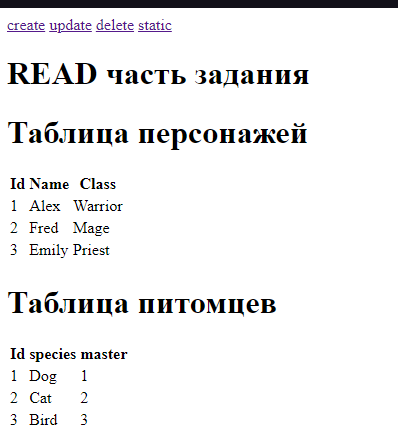 create update delete static
READ часть задания
Таблица персонажей
Id Name Class
1 Alex Warrior
2 Fred Mage
3 Emily Priest
Таблица питомцев
Id species master
1 Dog 1
2 Cat 2
3 Bird 3